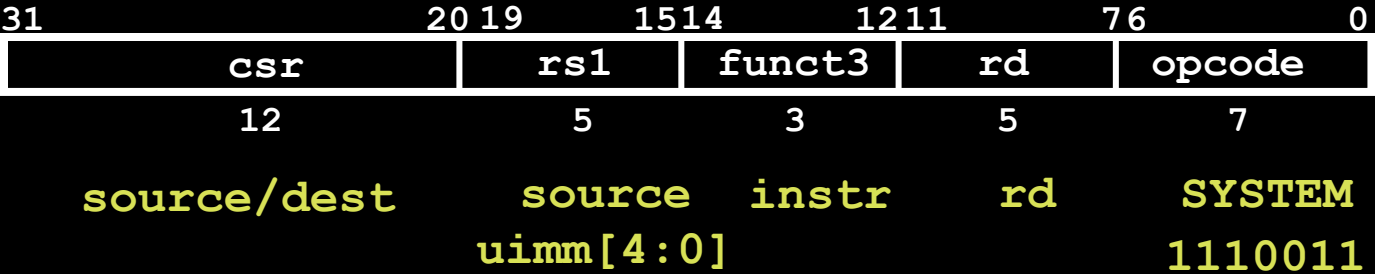 31 20 19 15 14 12 11 7 6 0
csr rs1 funct3 rd opcode
12 5 3 5 7
source/dest source instr rd SYSTEM
uimm[4:0] 1110011